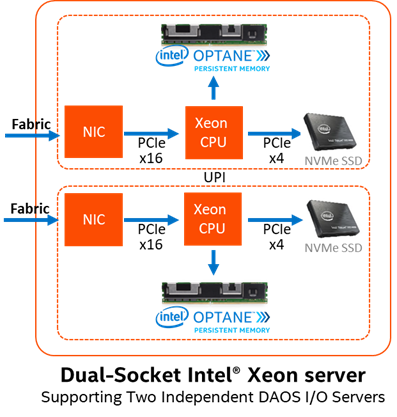 intel OPTANE
PERSISTENT MEMORY
Fabric
NIC
PCIe
x16
Xeon
CPU
PCIe
x4
intel
NVMe SSD
UPI
Fabric
NIC
PCIe
x16
Xeon
CPU
PCIe
x4
intel
NVMe SSD
intel OPTANE
PERSISTENT MEMORY
Dual-Socket Intel® Xeon server
Supporting Two Independent DAOS I/O Servers